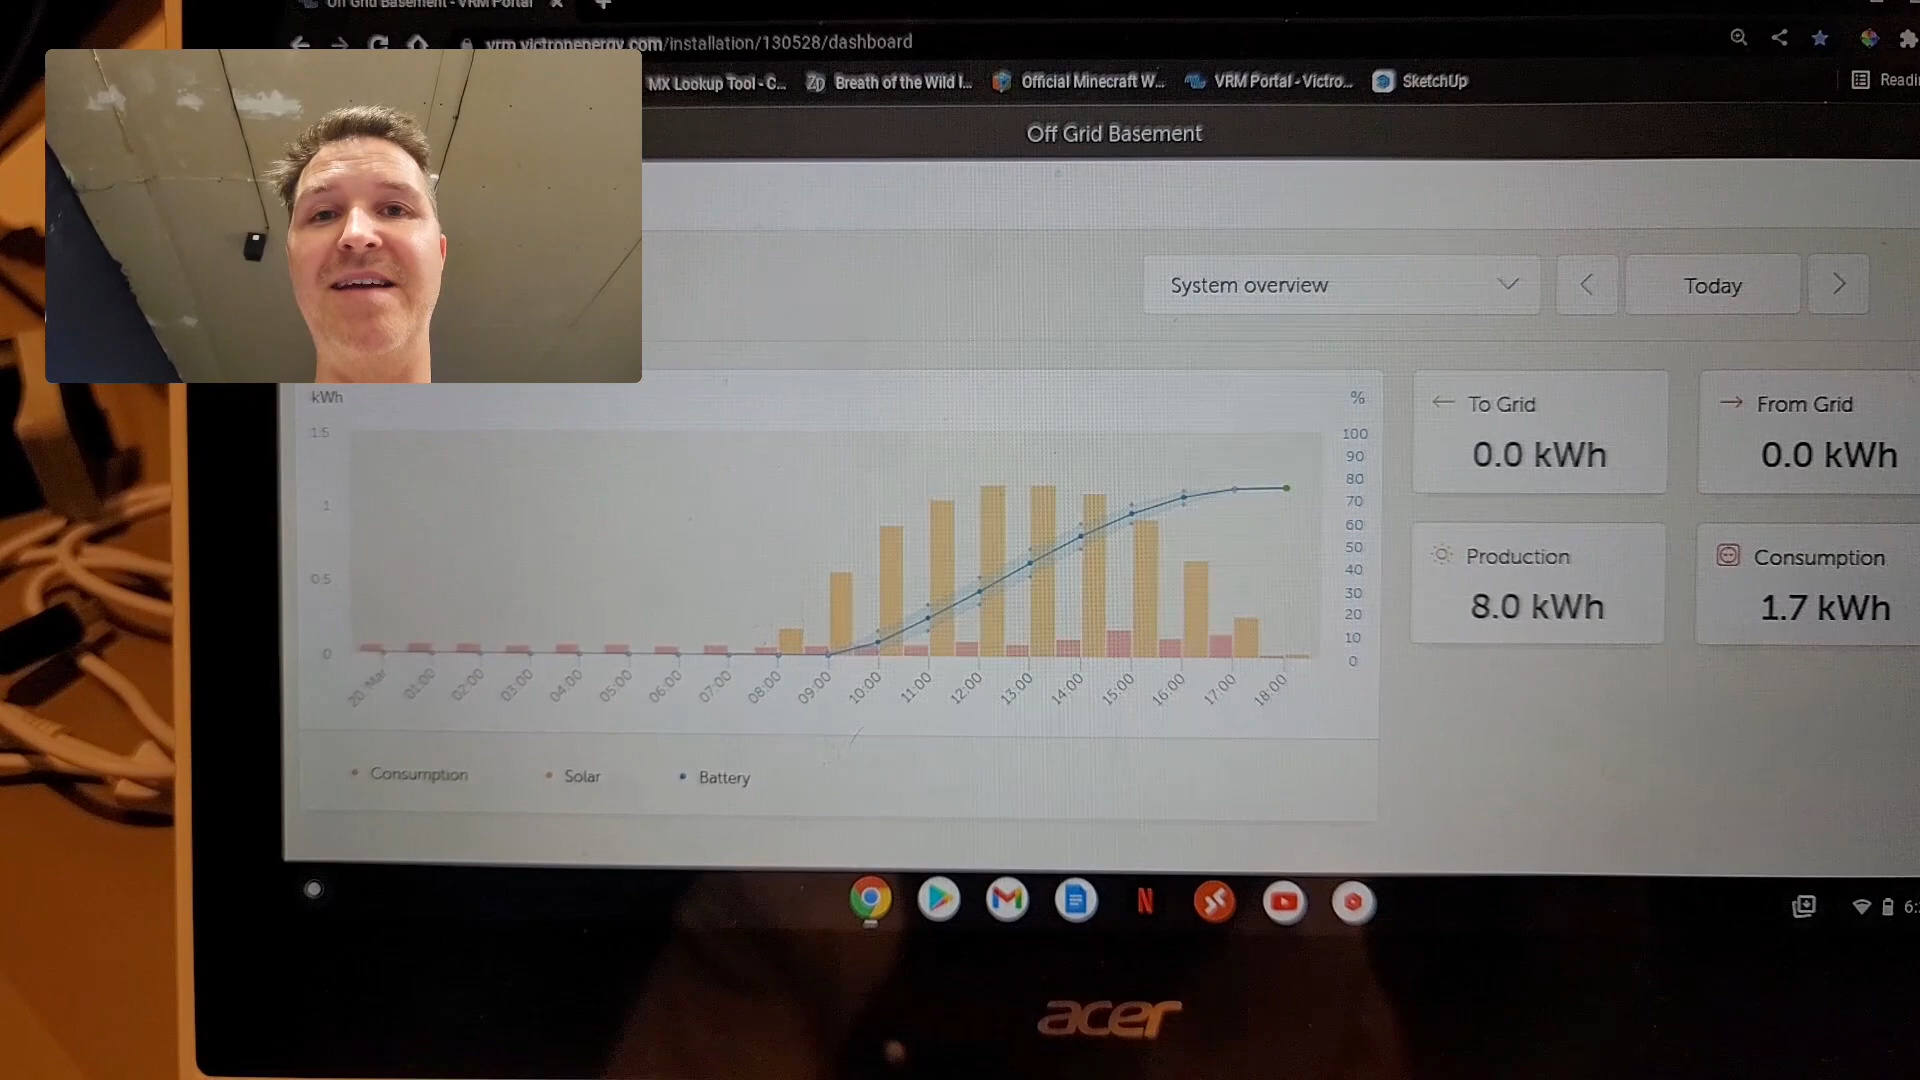 Off Grid Basement - VRM Portal
vrm.victronenergy.com/installation/130528/dashboard
MX Lookup Tool - C...
Zp Breath of the Wild I...
Official Minecraft W...
VRM Portal - Victro...
SketchUp
Off Grid Basement
System overview
Today
kWh
%
1.5
1
0.5
0
100
90
80
70
60
50
40
30
20
10
0
20. Mar
01:00
02:00
03:00
04:00
05:00
06:00
07:00
08:00
09:00
10:00
11:00
12:00
13:00
14:00
15:00
16:00
17:00
18:00
Consumption
Solar
Battery
To Grid
0.0 kWh
From Grid
0.0 kWh
Production
8.0 kWh
Consumption
1.7 kWh
N
acer